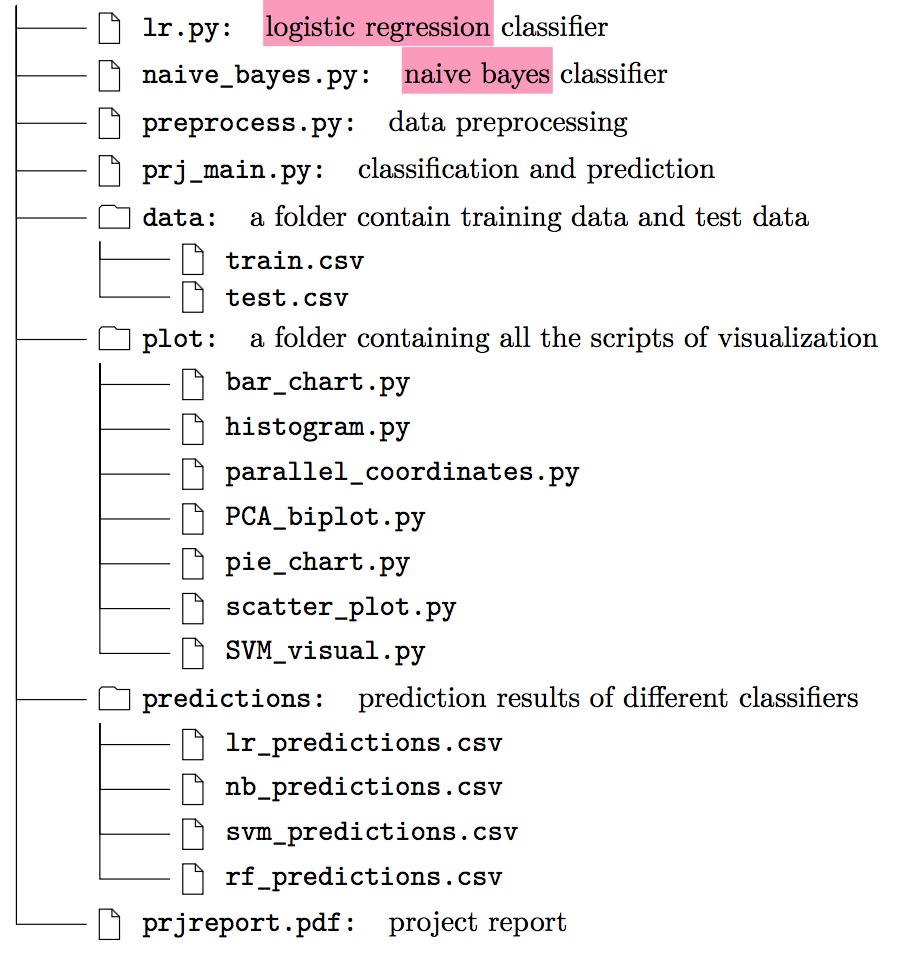 lr.py: logistic regression classifier
naive_bayes.py: naive bayes classifier
preprocess.py: data preprocessing
prj_main.py: classification and prediction
data: a folder contain training data and test data
train.csv
test.csv
plot: a folder containing all the scripts of visualization
bar_chart.py
histogram.py
parallel_coordinates.py
PCA_biplot.py
pie_chart.py
scatter_plot.py
SVM_visual.py
predictions: prediction results of different classifiers
lr_predictions.csv
nb_predictions.csv
svm_predictions.csv
rf_predictions.csv
prjreport.pdf: project report